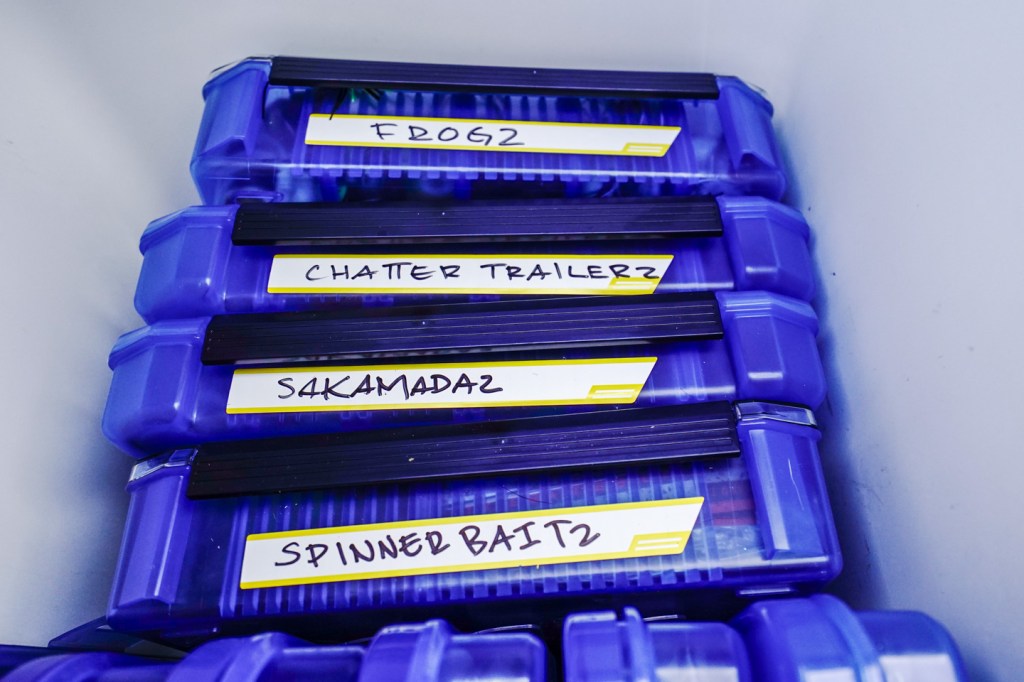 FROGZ
CHATTER TRAILERZ
SAKAMADAZ
SPINNER BAITZ